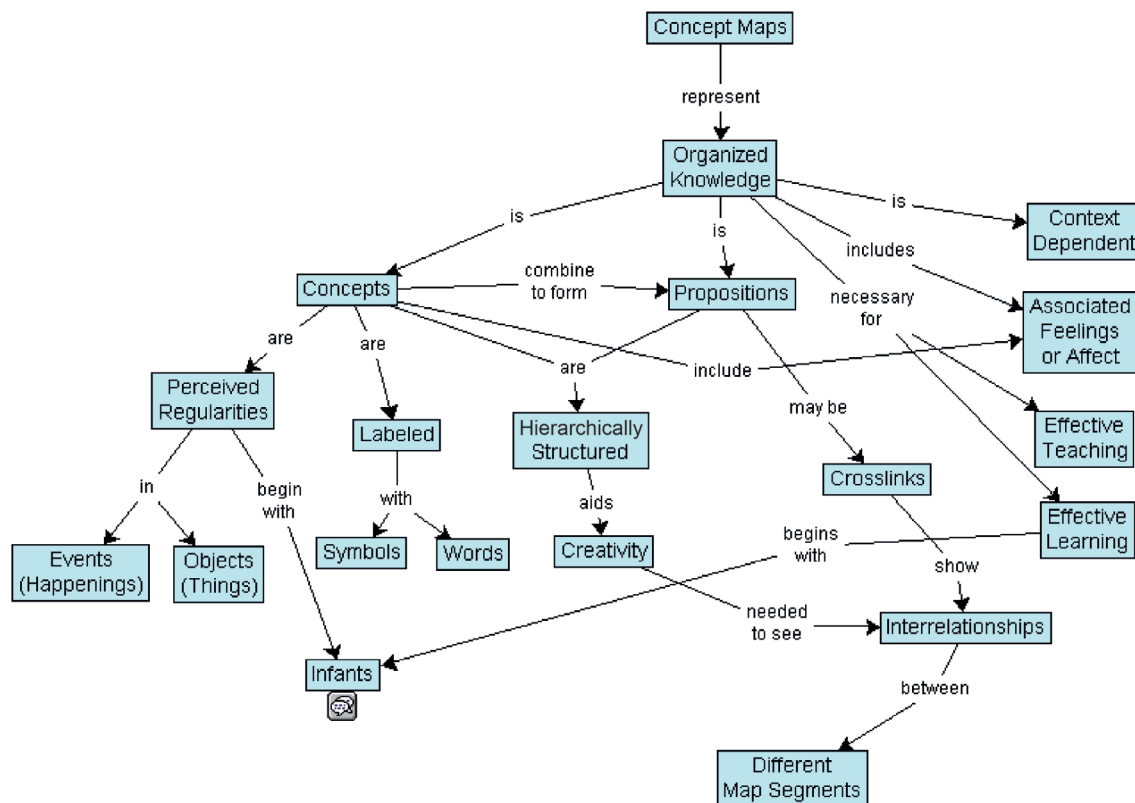 Concept Maps
represent
Organized
Knowledge
is
is
is
includes
Context
Dependent
Concepts
combine
to form
Propositions
necessary
for
Associated
Feelings
or Affect
are
are
are
include
Perceived
Regularities
Labeled
Hierarchically
Structured
may be
Effective
Teaching
in
begin
with
with
aids
Crosslinks
Effective
Learning
Events
(Happenings)
Objects
(Things)
Symbols
Words
Creativity
begins
with
show
needed
to see
Interrelationships
Infants
between
Different
Map Segments